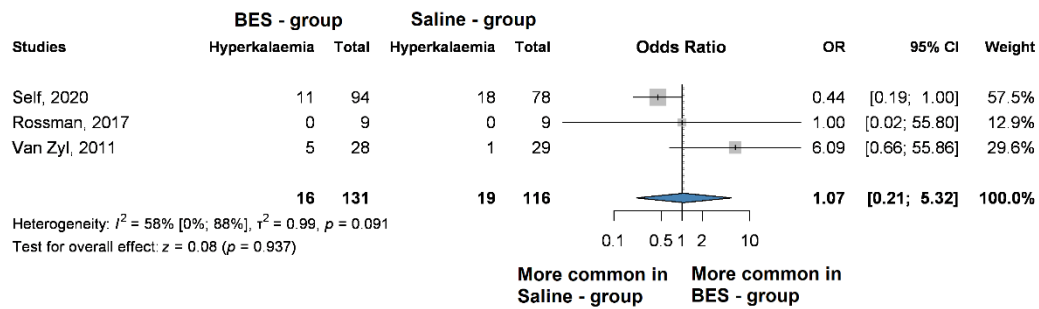 BES - group Saline - group
Studies Hyperkalaemia Total Hyperkalaemia Total Odds Ratio OR 95% CI Weight
Self, 2020 11 94 18 78 0.44 [0.19; 1.00] 57.5%
Rossman, 2017 0 9 0 9 1.00 [0.02; 55.80] 12.9%
Van Zyl, 2011 5 28 1 29 6.09 [0.66; 55.86] 29.6%
16 131 19 116 1.07 [0.21; 5.32] 100.0%
Heterogeneity: I² = 58% [0%; 88%], τ² = 0.99, p = 0.091
Test for overall effect: z = 0.08 (p = 0.937)
0.1 0.5 1 2 10
More common in More common in
Saline - group BES - group